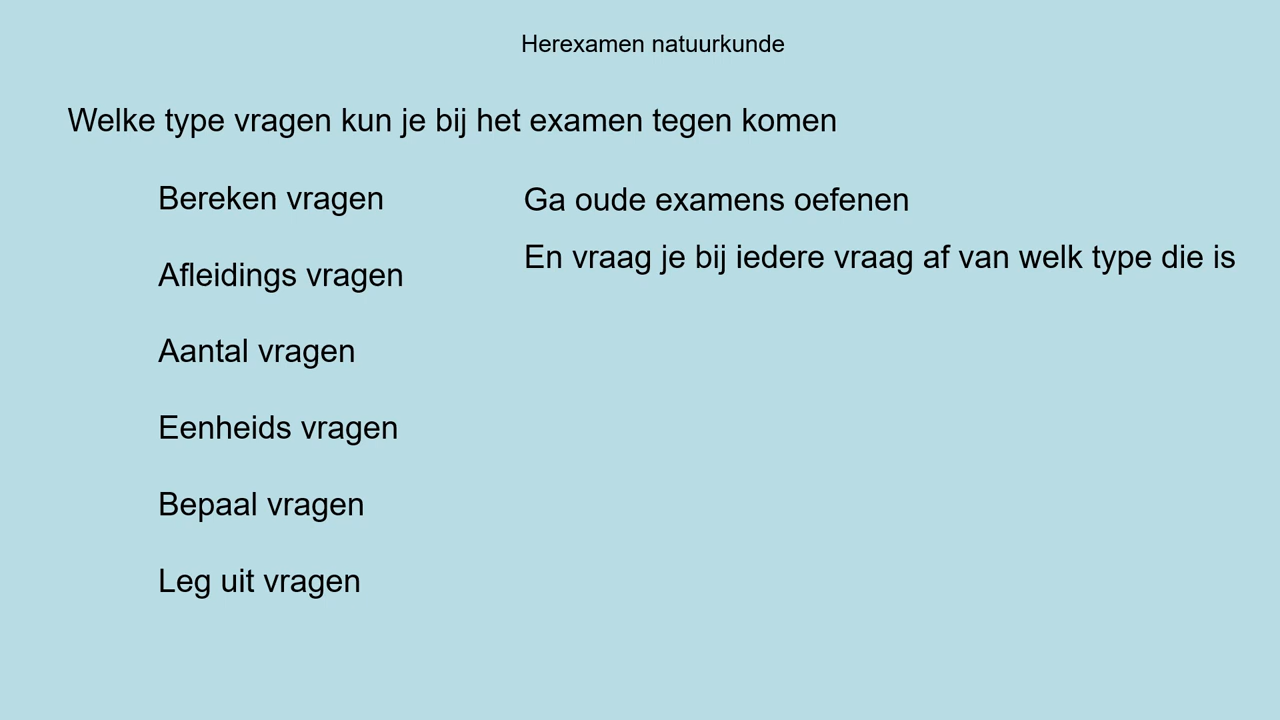 Herexamen natuurkunde
Welke type vragen kun je bij het examen tegen komen
Bereken vragen
Afleidings vragen
Aantal vragen
Eenheids vragen
Bepaal vragen
Leg uit vragen
Ga oude examens oefenen
En vraag je bij iedere vraag af van welk type die is